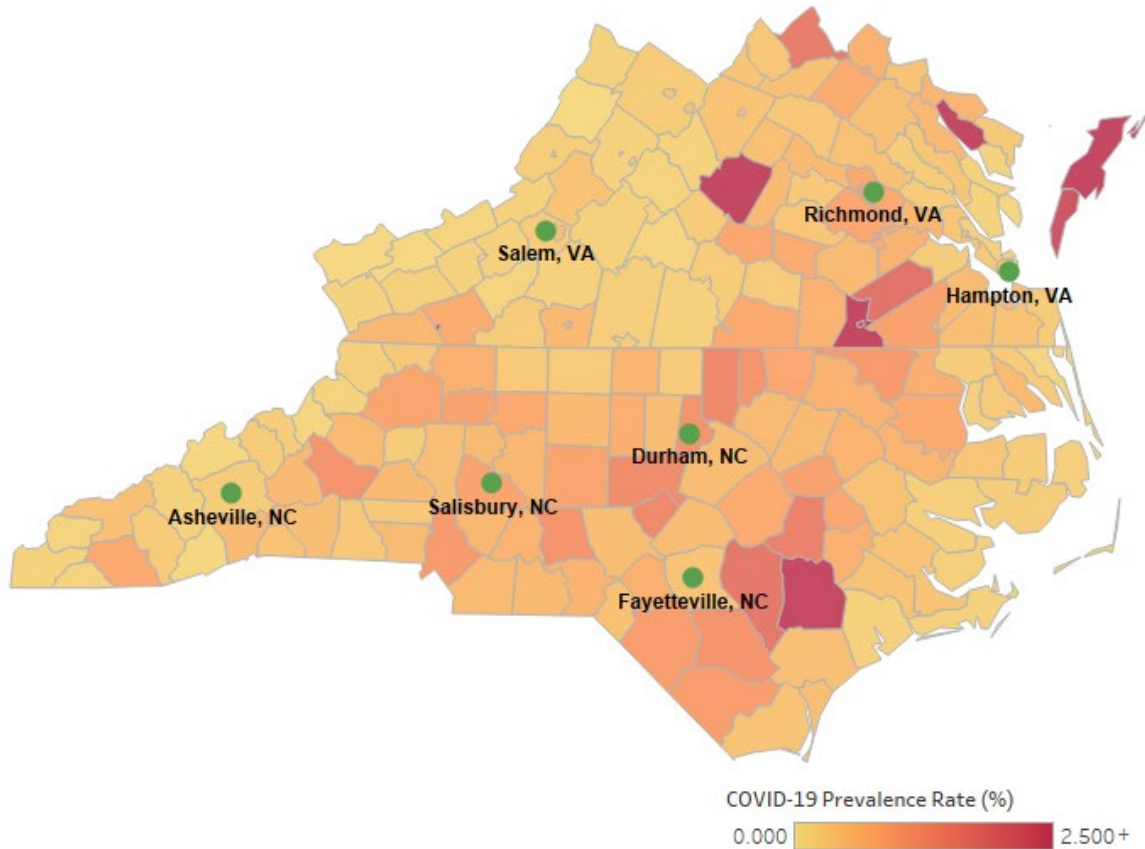 Richmond, VA
Salem, VA
Hampton, VA
Durham, NC
Salisbury, NC
Asheville, NC
Fayetteville, NC
COVID-19 Prevalence Rate (%)
0.000 2.500+